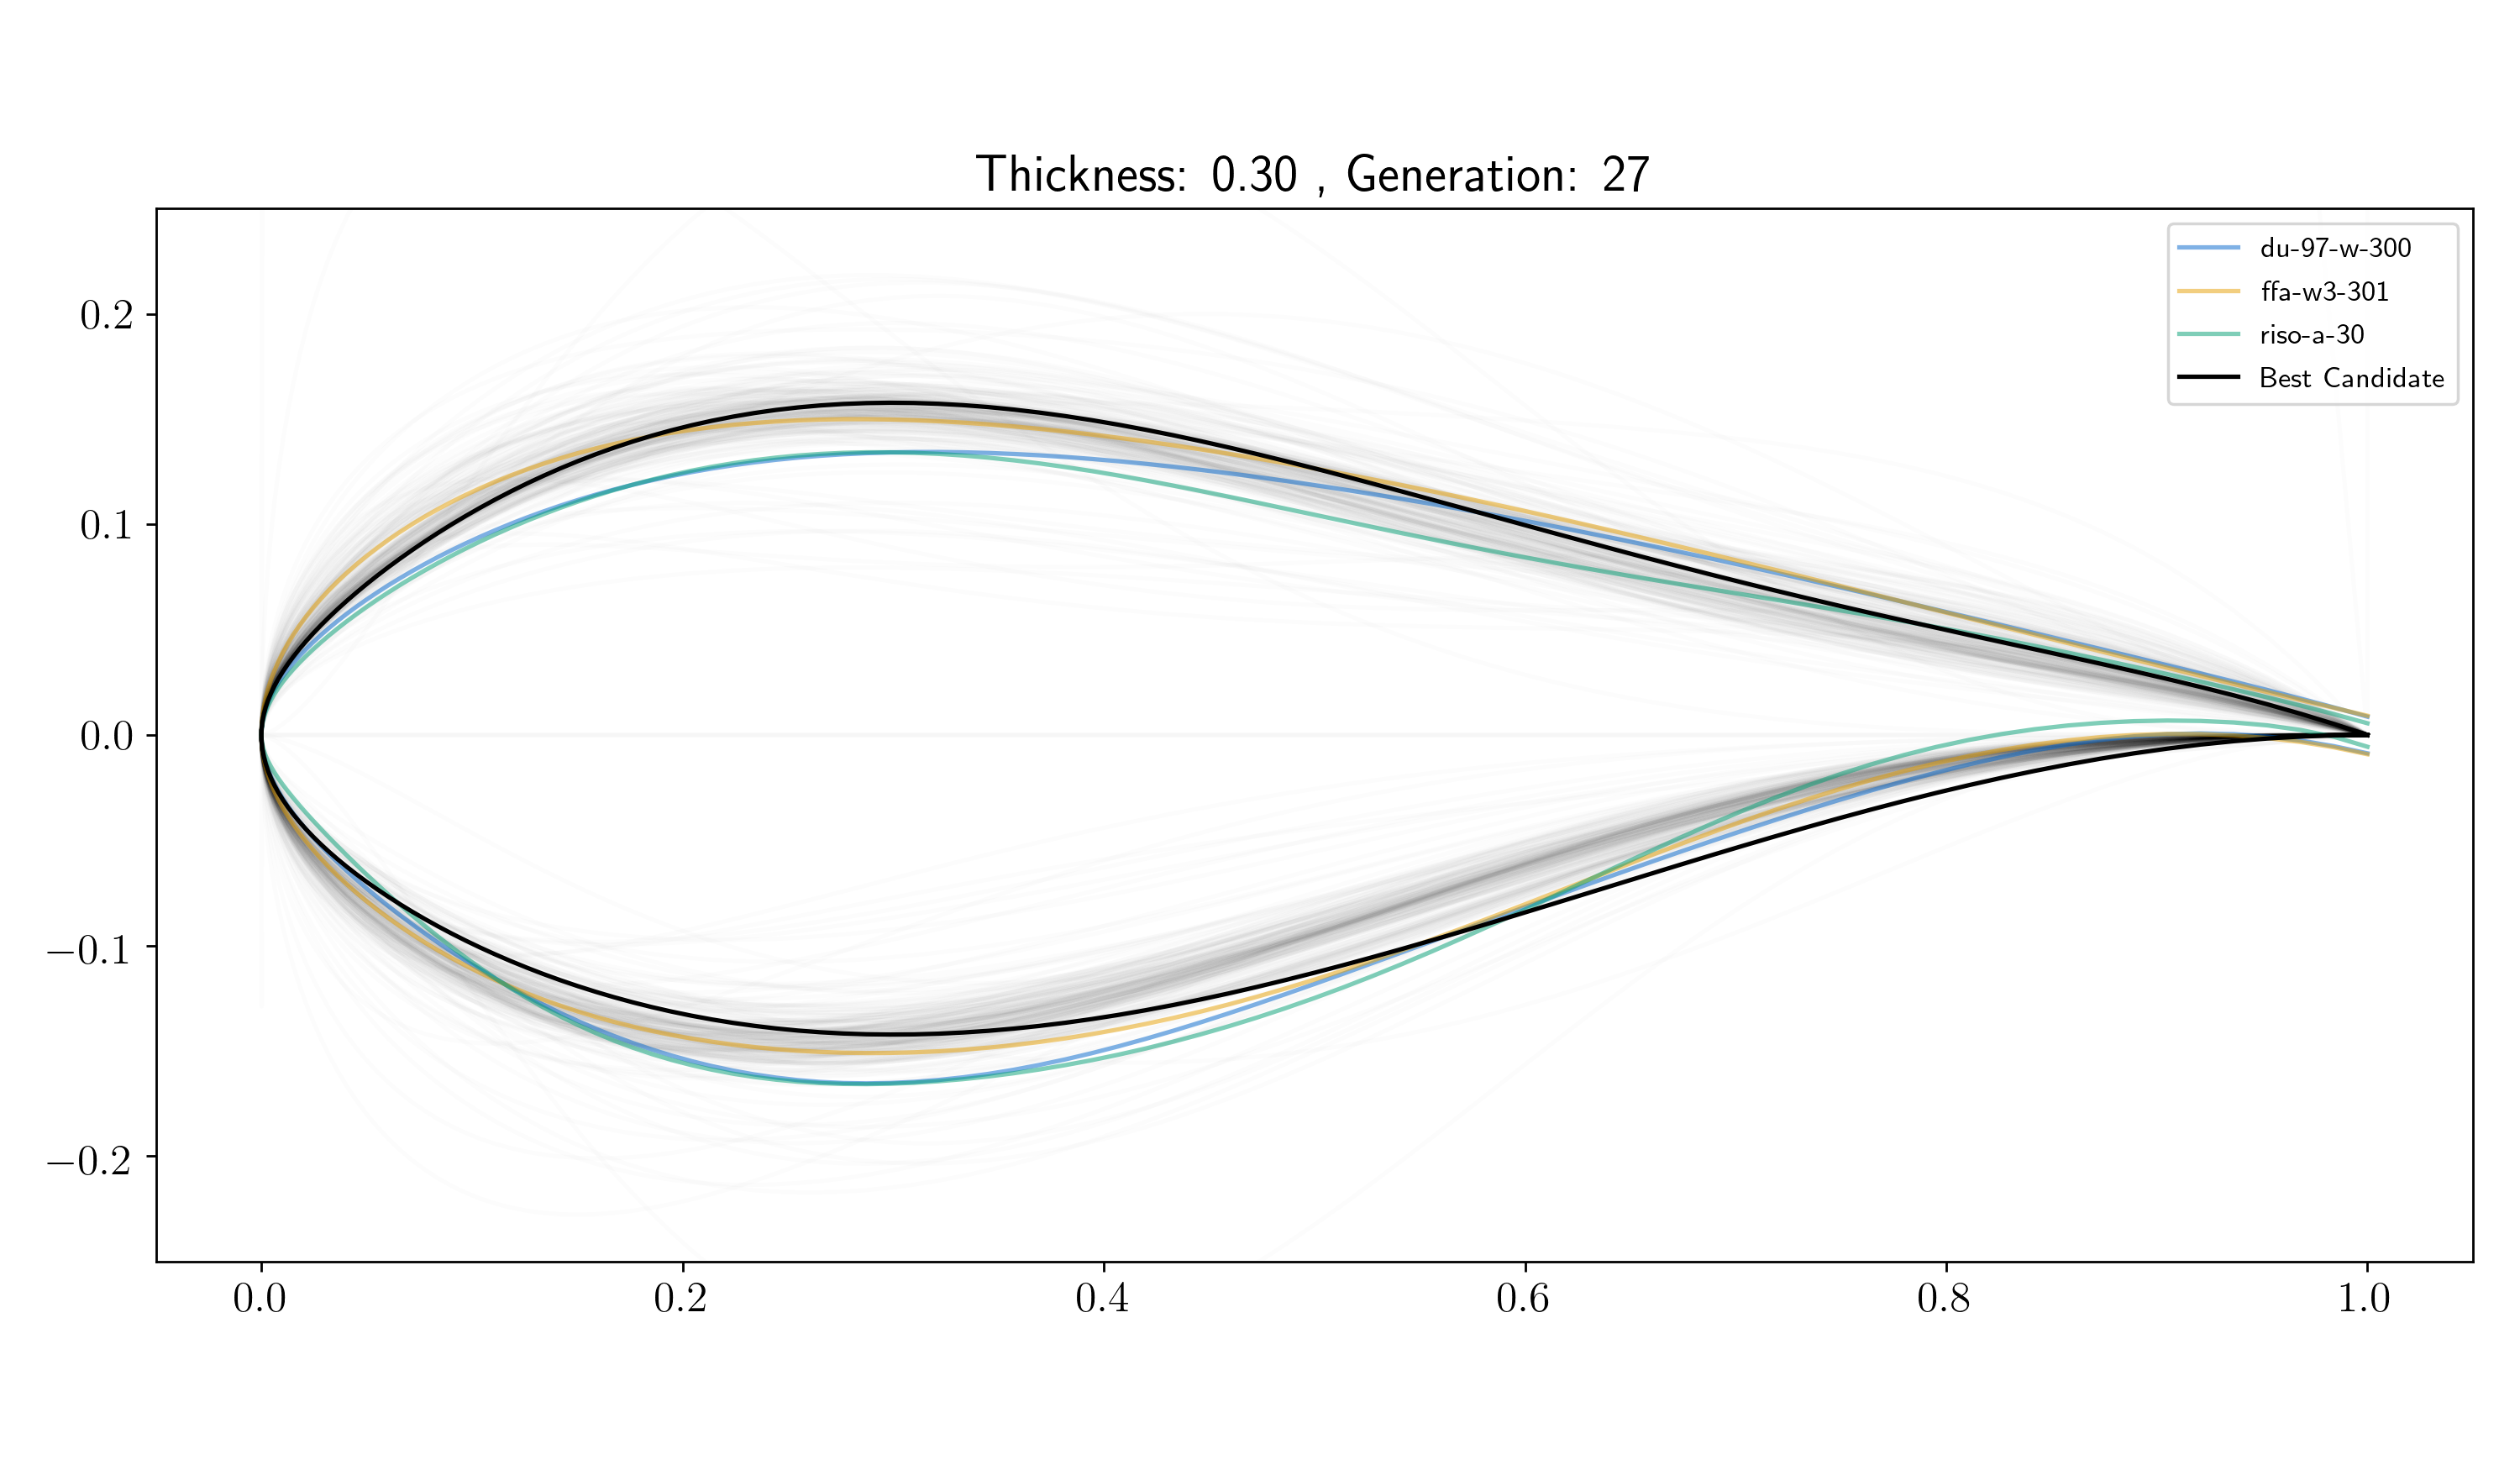 Thickness: 0.30 , Generation: 27
du-97-w-300
ffa-w3-301
riso-a-30
Best Candidate
0.2
0.1
0.0
−0.1
−0.2
0.0 0.2 0.4 0.6 0.8 1.0